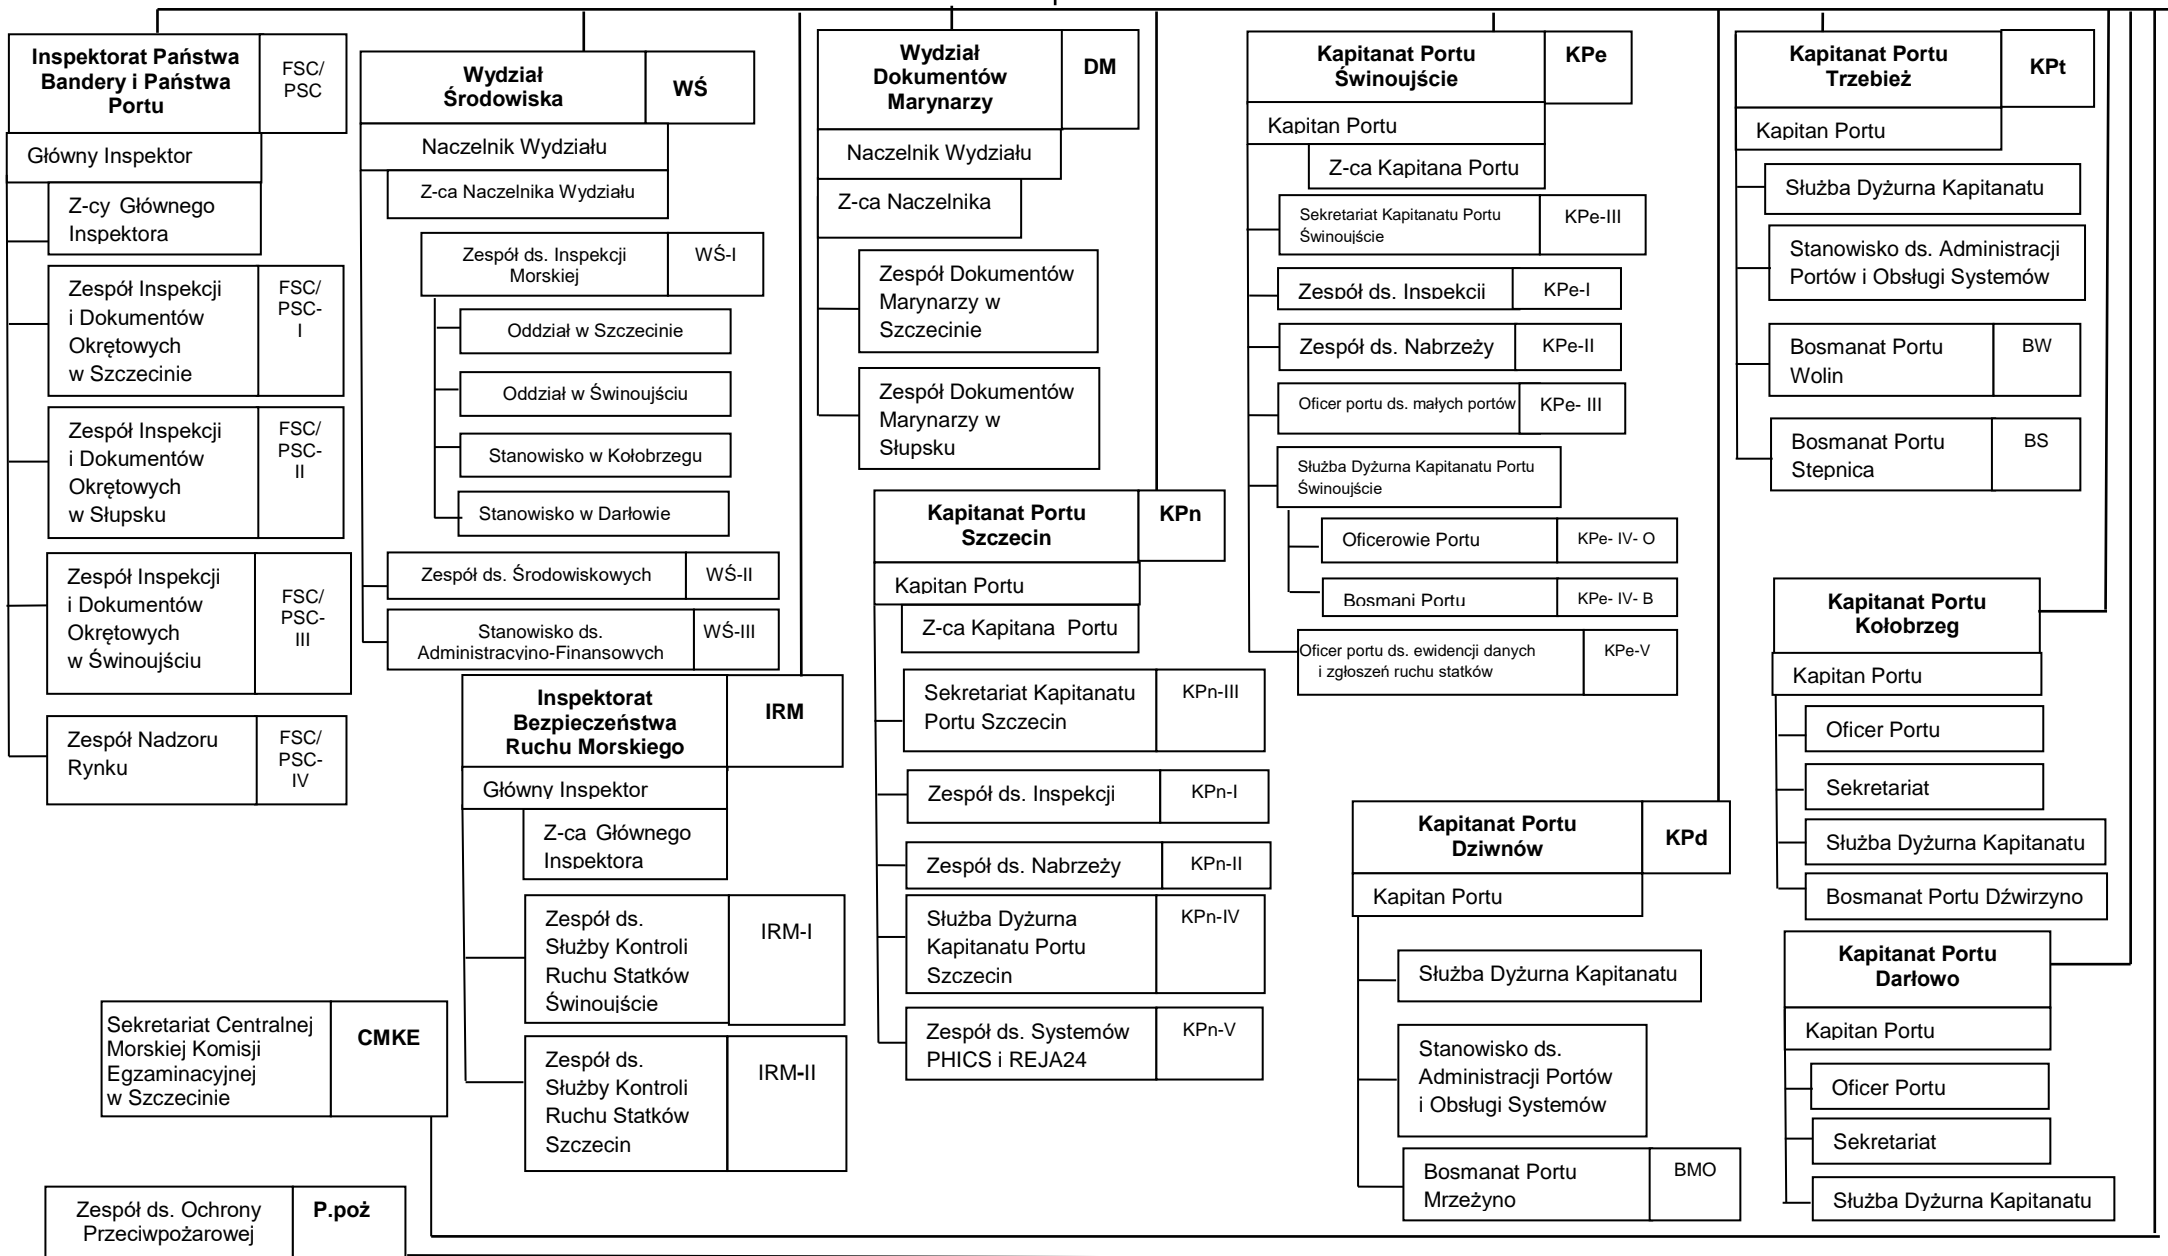 Inspektorat Państwa
Bandery i Państwa
Portu
FSC/
PSC
Główny Inspektor
Z-cy Głównego
Inspektora
Zespół Inspekcji
i Dokumentów
Okrętowych
w Szczecinie
FSC/
PSC-
I
Zespół Inspekcji
i Dokumentów
Okrętowych
w Słupsku
FSC/
PSC-
II
Zespół Inspekcji
i Dokumentów
Okrętowych
w Świnoujściu
FSC/
PSC-
III
Zespół Nadzoru
Rynku
FSC/
PSC-
IV
Wydział
Środowiska
WŚ
Naczelnik Wydziału
Z-ca Naczelnika Wydziału
Zespół ds. Inspekcji
Morskiej
WŚ-I
Oddział w Szczecinie
Oddział w Świnoujściu
Stanowisko w Kołobrzegu
Stanowisko w Darłowie
Zespół ds. Środowiskowych
WŚ-II
Stanowisko ds.
Administracyjno-Finansowych
WŚ-III
Inspektorat
Bezpieczeństwa
Ruchu Morskiego
IRM
Główny Inspektor
Z-ca Głównego
Inspektora
Zespół ds.
Służby Kontroli
Ruchu Statków
Świnoujście
IRM-I
Zespół ds.
Służby Kontroli
Ruchu Statków
Szczecin
IRM-II
Sekretariat Centralnej
Morskiej Komisji
Egzaminacyjnej
w Szczecinie
CMKE
Zespół ds. Ochrony
Przeciwpożarowej
P.poż
Wydział
Dokumentów
Marynarzy
DM
Naczelnik Wydziału
Z-ca Naczelnika
Zespół Dokumentów
Marynarzy w
Szczecinie
Zespół Dokumentów
Marynarzy w
Słupsku
Kapitanat Portu
Szczecin
KPn
Kapitan Portu
Z-ca Kapitana Portu
Sekretariat Kapitanatu
Portu Szczecin
KPn-III
Zespół ds. Inspekcji
KPn-I
Zespół ds. Nabrzeży
KPn-II
Służba Dyżurna
Kapitanatu Portu
Szczecin
KPn-IV
Zespół ds. Systemów
PHICS i REJA24
KPn-V
Kapitanat Portu
Świnoujście
KPe
Kapitan Portu
Z-ca Kapitana Portu
Sekretariat Kapitanatu Portu
Świnoujście
KPe-III
Zespół ds. Inspekcji
KPe-I
Zespół ds. Nabrzeży
KPe-II
Oficer portu ds. małych portów
KPe- III
Służba Dyżurna Kapitanatu Portu
Świnoujście
Oficerowie Portu
KPe- IV- O
Bosmani Portu
KPe- IV- B
Oficer portu ds. ewidencji danych
i zgłoszeń ruchu statków
KPe-V
Kapitanat Portu
Dziwnów
KPd
Kapitan Portu
Służba Dyżurna Kapitanatu
Stanowisko ds.
Administracji Portów
i Obsługi Systemów
Bosmanat Portu
Mrzeżyno
BMO
Kapitanat Portu
Trzebież
KPt
Kapitan Portu
Służba Dyżurna Kapitanatu
Stanowisko ds. Administracji
Portów i Obsługi Systemów
Bosmanat Portu
Wolin
BW
Bosmanat Portu
Stepnica
BS
Kapitanat Portu
Kołobrzeg
Kapitan Portu
Oficer Portu
Sekretariat
Służba Dyżurna Kapitanatu
Bosmanat Portu Dźwirzyno
Kapitanat Portu
Darłowo
Kapitan Portu
Oficer Portu
Sekretariat
Służba Dyżurna Kapitanatu